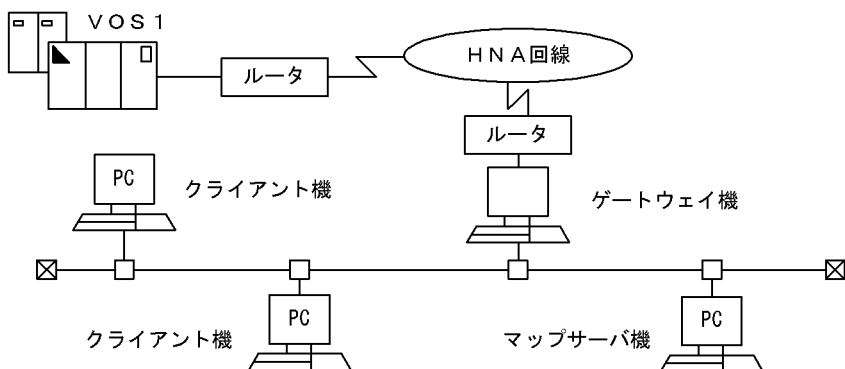 ＶＯＳ１
ルータ
ＨＮＡ回線
ルータ
PC
クライアント機
ゲートウェイ機
クライアント機
PC
マップサーバ機
PC